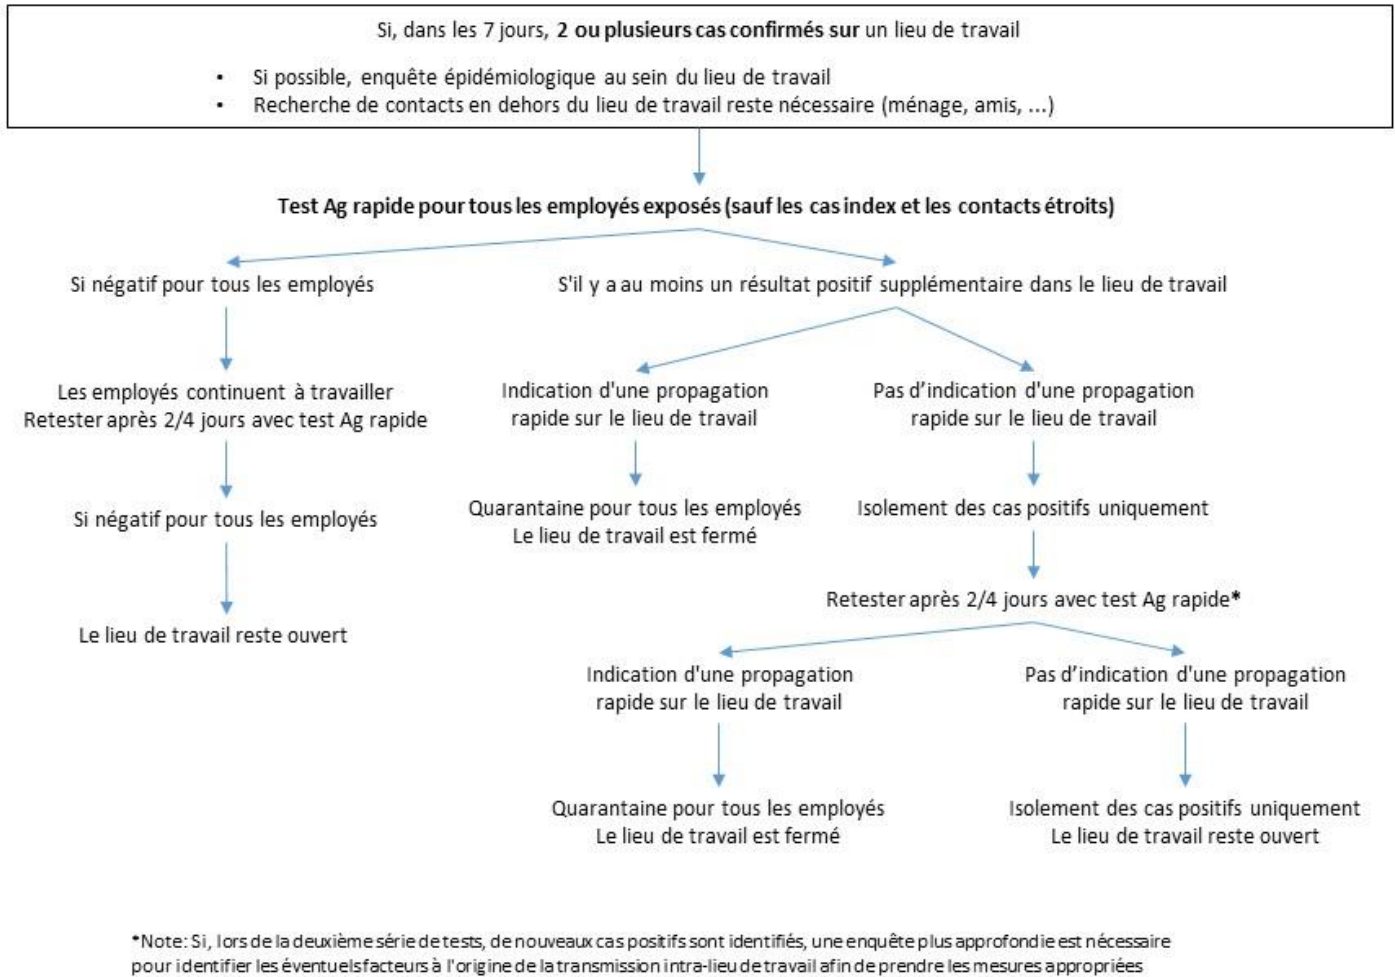 Si, dans les 7 jours, 2 ou plusieurs cas confirmés sur un lieu de travail
• Si possible, enquête épidémiologique au sein du lieu de travail
• Recherche de contacts en dehors du lieu de travail reste nécessaire (ménage, amis, ...)
Test Ag rapide pour tous les employés exposés (sauf les cas index et les contacts étroits)
Si négatif pour tous les employés
S'il y a au moins un résultat positif supplémentaire dans le lieu de travail
Les employés continuent à travailler
Retester après 2/4 jours avec test Ag rapide
Indication d'une propagation
rapide sur le lieu de travail
Pas d’indication d'une propagation
rapide sur le lieu de travail
Si négatif pour tous les employés
Quarantaine pour tous les employés
Le lieu de travail est fermé
Isolement des cas positifs uniquement
Le lieu de travail reste ouvert
Retester après 2/4 jours avec test Ag rapide*
Indication d'une propagation
rapide sur le lieu de travail
Pas d’indication d'une propagation
rapide sur le lieu de travail
Quarantaine pour tous les employés
Le lieu de travail est fermé
Isolement des cas positifs uniquement
Le lieu de travail reste ouvert
*Note: Si, lors de la deuxième série de tests, de nouveaux cas positifs sont identifiés, une enquête plus approfondie est nécessaire
pour identifier les éventuels facteurs à l'origine de la transmission intra-lieu de travail afin de prendre les mesures appropriées